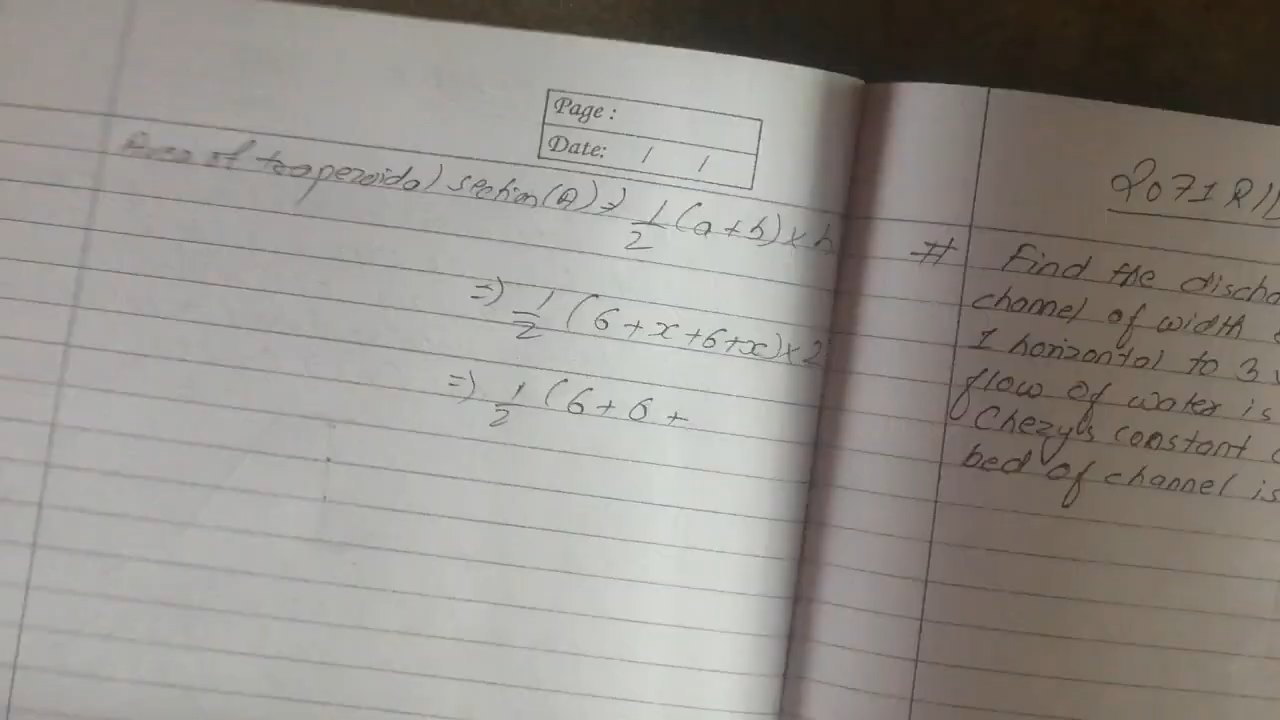 Page :
Date: / /
Area of traperoidal section (A) => 1/2 (a+b) x h
=) 1/2 (6+x+6+x) x 2
=) 1/2 (6+6+
2071
# Find the discha
channel of width
1 horizontal to 3 v
flow of water is
Chezy's constant
bed of channel is